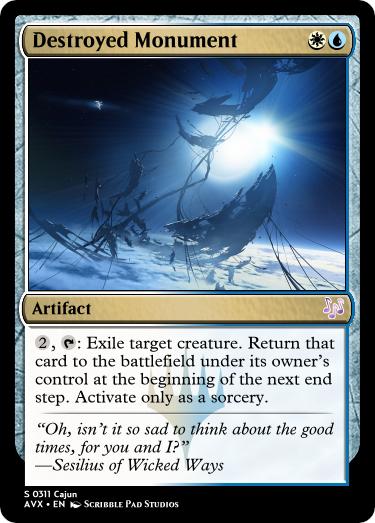 Destroyed Monument
Artifact
2, : Exile target creature. Return that
card to the battlefield under its owner's
control at the beginning of the next end
step. Activate only as a sorcery.
“Oh, isn't it so sad to think about the good
times, for you and I?”
—Sesilius of Wicked Ways
S 0311 Cajun
AVX • EN Scribble Pad Studios